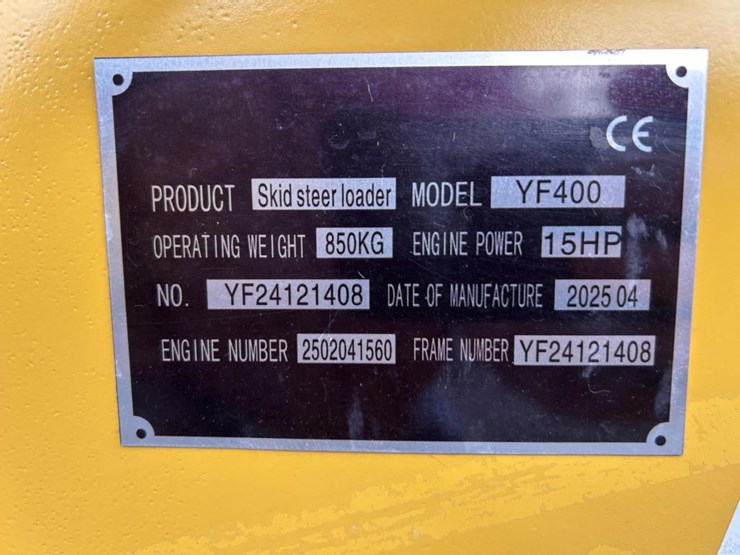 CE
PRODUCT Skid steer loader MODEL YF400
OPERATING WEIGHT 850KG ENGINE POWER 15HP
NO. YF24121408 DATE OF MANUFACTURE 2025 04
ENGINE NUMBER 2502041560 FRAME NUMBER YF24121408